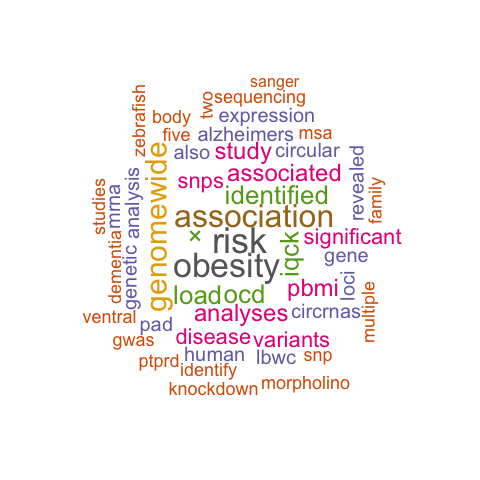 sanger
two sequencing
zebrafish
body
expression
five
alzheimers
msa
also
study
circular
snps
associated
revealed
family
studies
mma
genetic analysis
genomewide
identified
association
×
risk
iqck
significant
dementia
obesity
gene
loci
load
ocd
pbmi
multiple
ventral
pad
analyses
circrnas
gwas
disease
variants
ptprd
human
lbwc
snp
identify
knockdown
morpholino